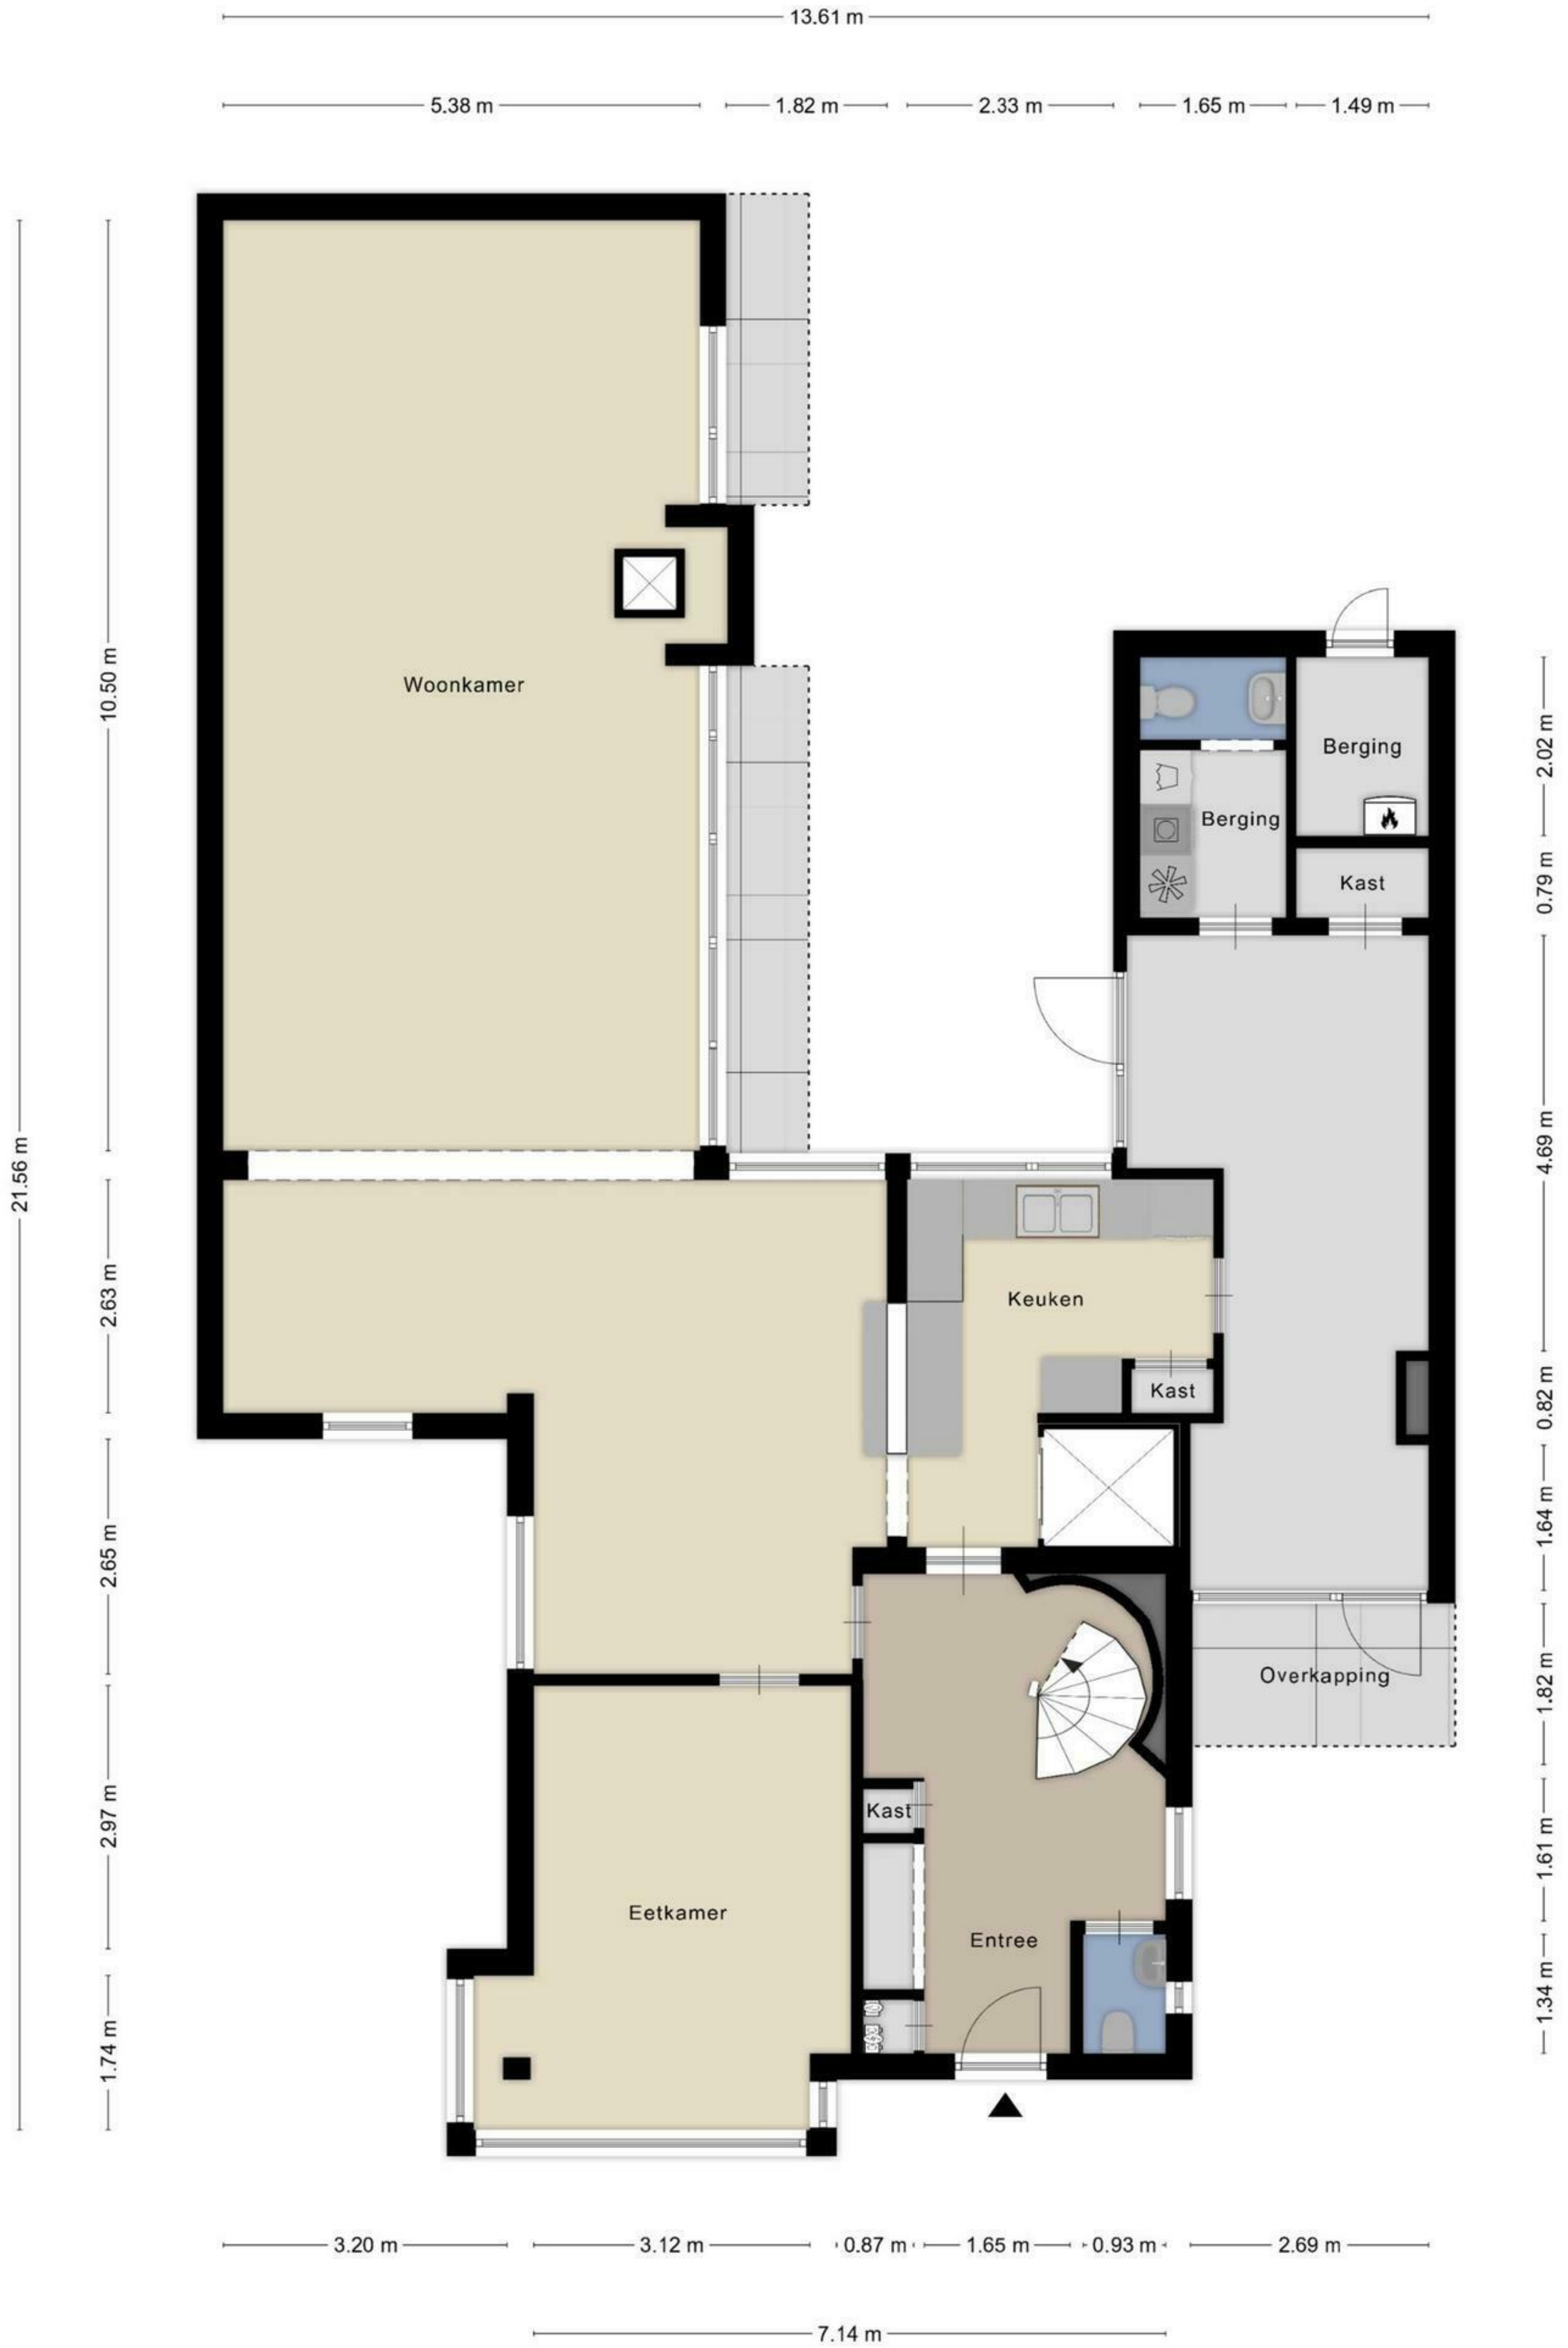 13.61 m
5.38 m
1.82 m
2.33 m
1.65 m
1.49 m
Woonkamer
Berging
Berging
Kast
Keuken
Kast
Overkapping
Kast
Eetkamer
Entree
21.56 m
10.50 m
2.63 m
2.65 m
2.97 m
1.74 m
2.02 m
0.79 m
4.69 m
0.82 m
1.64 m
1.82 m
1.61 m
1.34 m
3.20 m
3.12 m
0.87 m
1.65 m
0.93 m
2.69 m
7.14 m